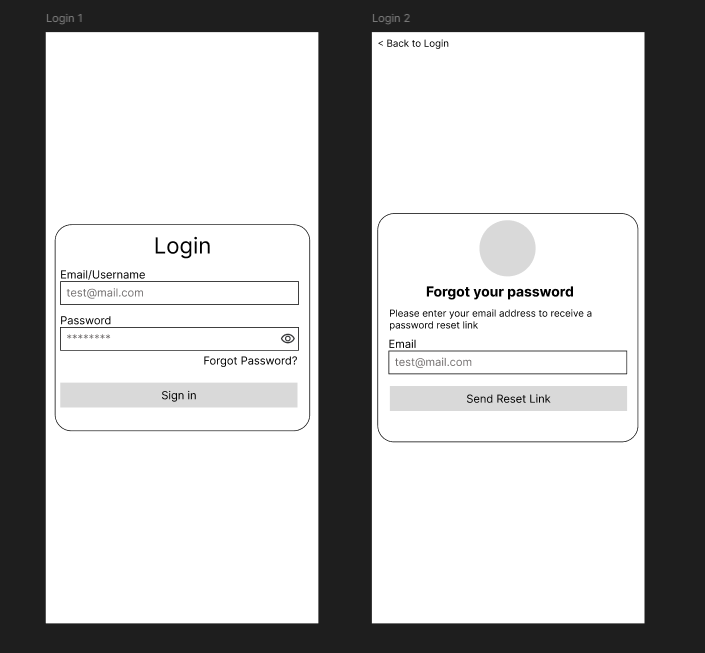 Login 1
Login
Email/Username
test@mail.com
Password
********
Forgot Password?
Sign in
Login 2
< Back to Login
Forgot your password
Please enter your email address to receive a
password reset link
Email
test@mail.com
Send Reset Link